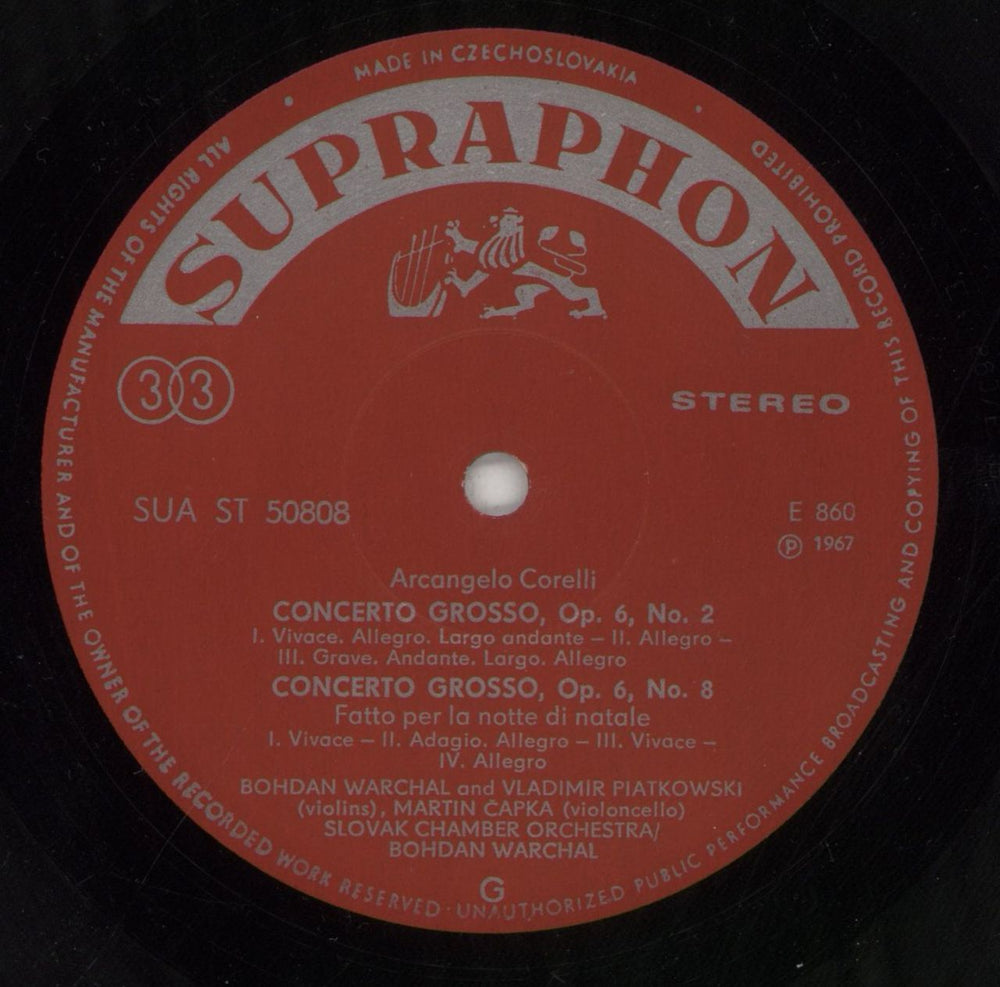 MADE IN CZECHOSLOVAKIA
ALL RIGHTS OF THE MANUFACTURER AND OF THE OWNER OF THE RECORDED WORK RESERVED · UNAUTHORIZED PUBLIC PERFORMANCE BROADCASTING AND COPYING OF THIS RECORD PROHIBITED
SUPRAPHON
33
STEREO
SUA ST 50808
E 860
Ⓟ 1967
Arcangelo Corelli
CONCERTO GROSSO, Op. 6, No. 2
I. Vivace. Allegro. Largo andante – II. Allegro –
III. Grave. Andante. Largo. Allegro
CONCERTO GROSSO, Op. 6, No. 8
Fatto per la notte di natale
I. Vivace – II. Adagio. Allegro – III. Vivace –
IV. Allegro
BOHDAN WARCHAL and VLADIMIR PIATKOWSKI
(violins), MARTIN ČAPKA (violoncello)
SLOVAK CHAMBER ORCHESTRA/
BOHDAN WARCHAL
G